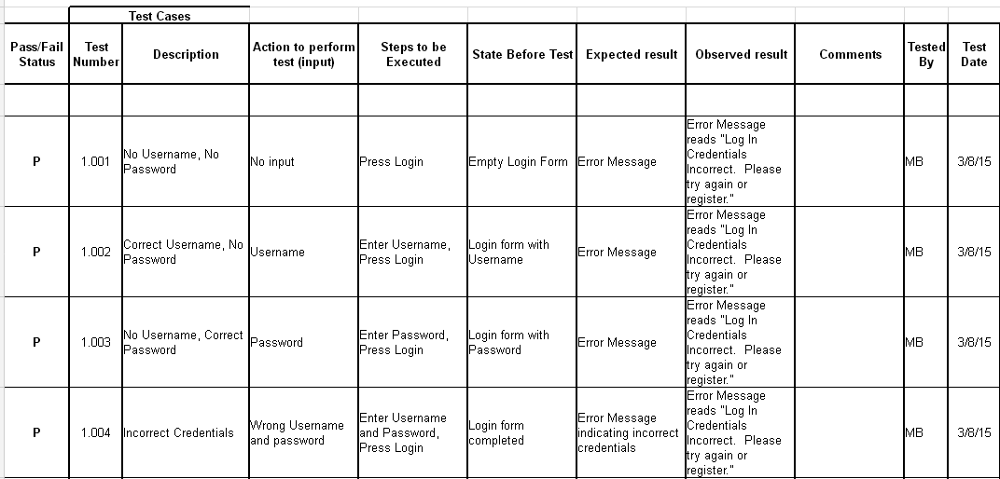 Test Cases
Pass/Fail Status
Test Number
Description
Action to perform test (input)
Steps to be Executed
State Before Test
Expected result
Observed result
Comments
Tested By
Test Date
P
1.001
No Username, No
Password
No input
Press Login
Empty Login Form
Error Message
Error Message
reads "Log In
Credentials
Incorrect.  Please
try again or
register."
MB
3/8/15
P
1.002
Correct Username, No
Password
Username
Enter Username,
Press Login
Login form with
Username
Error Message
Error Message
reads "Log In
Credentials
Incorrect.  Please
try again or
register."
MB
3/8/15
P
1.003
No Username, Correct
Password
Password
Enter Password,
Press Login
Login form with
Password
Error Message
Error Message
reads "Log In
Credentials
Incorrect.  Please
try again or
register."
MB
3/8/15
P
1.004
Incorrect Credentials
Wrong Username
and password
Enter Username
and Password,
Press Login
Login form
completed
Error Message
indicating incorrect
credentials
Error Message
reads "Log In
Credentials
Incorrect.  Please
try again or
register."
MB
3/8/15